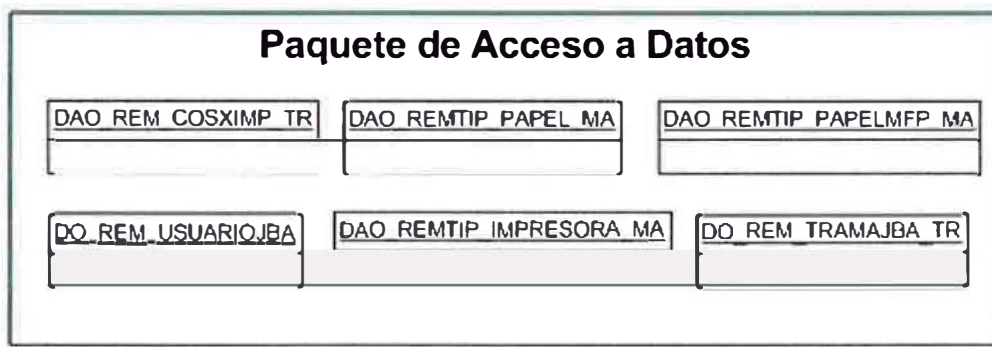 Paquete de Acceso a Datos
DAO_REM_COSXIMP_TR DAO_REMTIP_PAPEL_MA DAO_REMTIP_PAPELMFP_MA
DO_REM_USUARIOJBA DAO_REMTIP_IMPRESORA_MA DO_REM_TRAMAJBA_TR